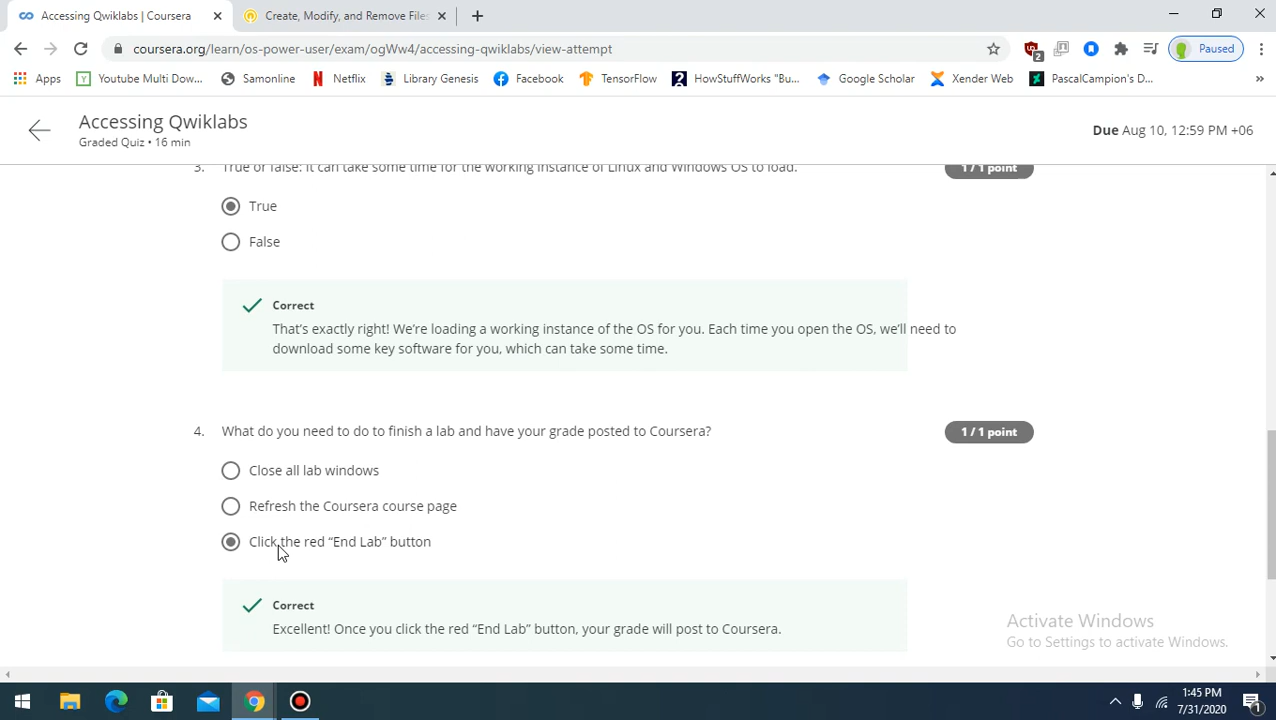 Accessing Qwiklabs | Coursera
Create, Modify, and Remove Files
coursera.org/learn/os-power-user/exam/ogWw4/accessing-qwiklabs/view-attempt
2
Paused
Apps
Youtube Multi Dow...
Samonline
Netflix
Library Genesis
Facebook
TensorFlow
HowStuffWorks "Bu...
Google Scholar
Xender Web
PascalCampion's D...
»
Accessing Qwiklabs
Graded Quiz • 16 min
Due Aug 10, 12:59 PM +06
3. True or false: It can take some time for the working instance of Linux and Windows OS to load.
1 / 1 point
True
False
Correct
That's exactly right! We're loading a working instance of the OS for you. Each time you open the OS, we'll need to
download some key software for you, which can take some time.
4. What do you need to do to finish a lab and have your grade posted to Coursera?
1 / 1 point
Close all lab windows
Refresh the Coursera course page
Click the red “End Lab” button
Correct
Excellent! Once you click the red “End Lab” button, your grade will post to Coursera.
Activate Windows
Go to Settings to activate Windows.
1:45 PM
7/31/2020
1